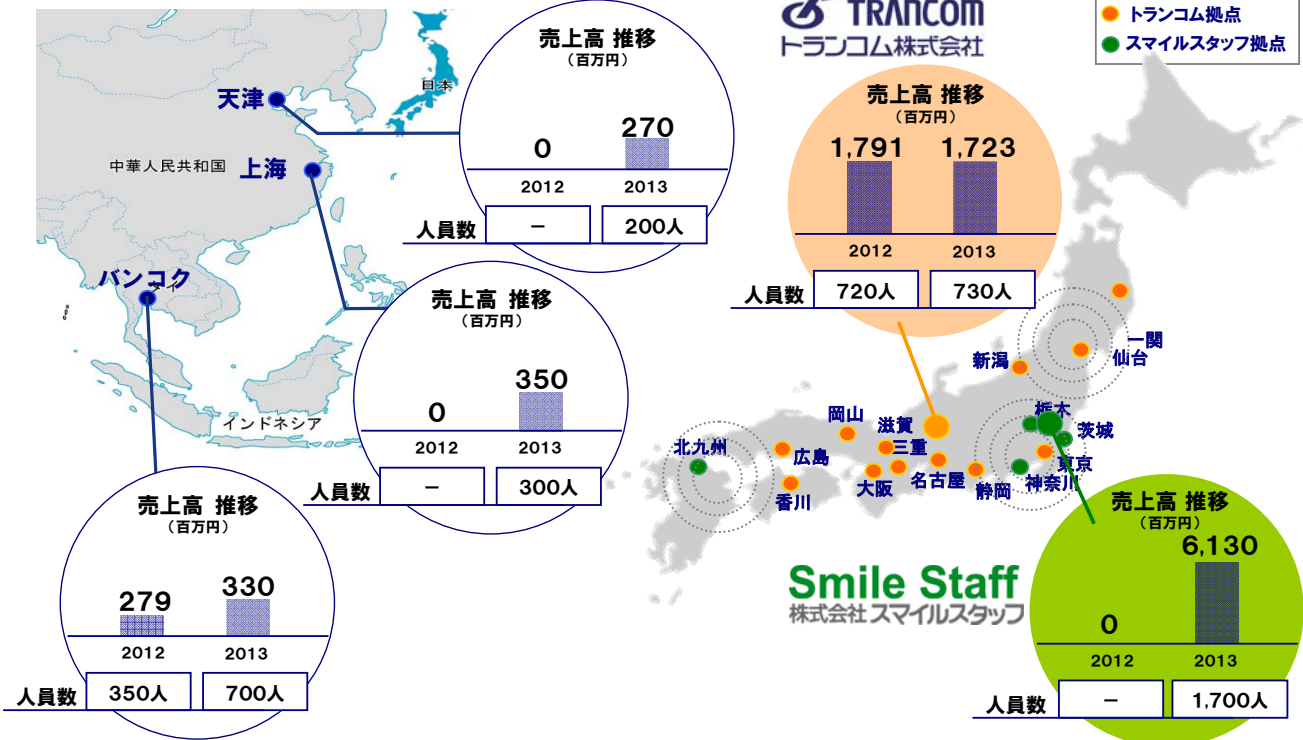 TRANCOM
トランコム株式会社
トランコム拠点
スマイルスタッフ拠点
日本
中華人民共和国
天津
上海
バンコク
タイ
インドネシア
売上高 推移
（百万円）
0
270
2012
2013
人員数
－
200人
売上高 推移
（百万円）
0
350
2012
2013
人員数
－
300人
売上高 推移
（百万円）
279
330
2012
2013
人員数
350人
700人
売上高 推移
（百万円）
1,791
1,723
2012
2013
人員数
720人
730人
一関
仙台
新潟
栃木
茨城
東京
神奈川
静岡
名古屋
三重
滋賀
大阪
岡山
広島
香川
北九州
Smile Staff
株式会社 スマイルスタッフ
売上高 推移
（百万円）
0
6,130
2012
2013
人員数
－
1,700人